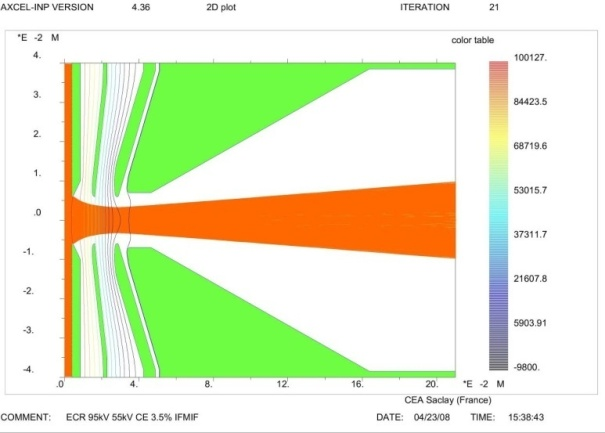 AXCEL-INP VERSION 4.36 2D plot ITERATION 21
*E -2 M
color table
4.
3.
2.
1.
.0
-1.
-2.
-3.
-4.
.0 4. 8. 12. 16. 20. *E -2 M
100127.
84423.5
68719.6
53015.7
37311.7
21607.8
5903.91
-9800.
CEA Saclay (France)
COMMENT: ECR 95kV 55kV CE 3.5% IFMIF DATE: 04/23/08 TIME: 15:38:43